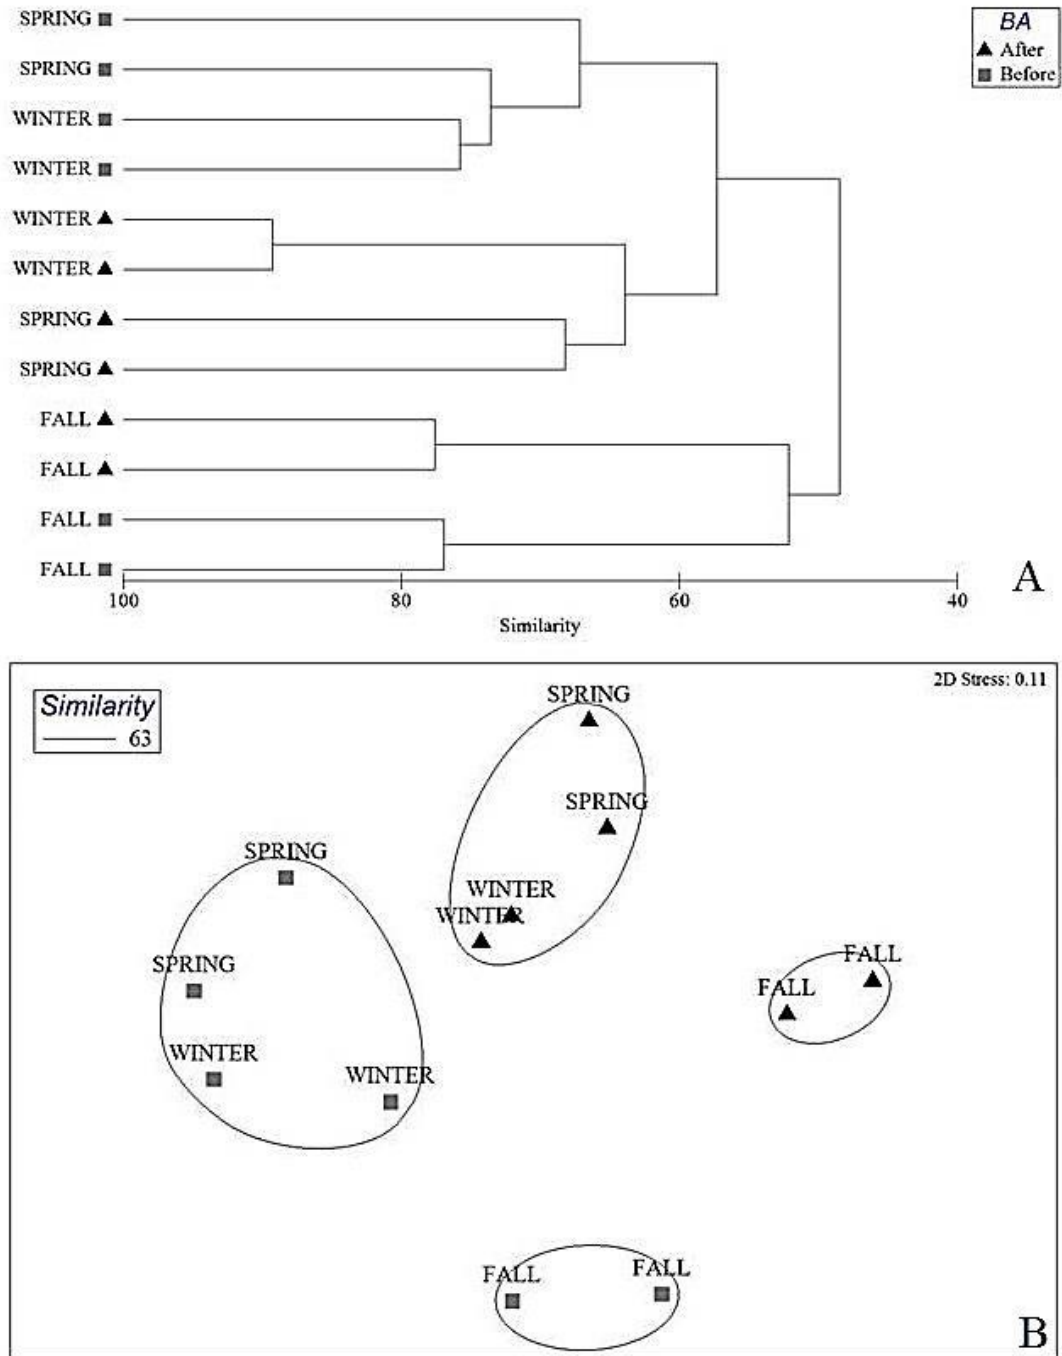 BA
After
Before
SPRING
SPRING
WINTER
WINTER
WINTER
WINTER
SPRING
SPRING
FALL
FALL
FALL
FALL
100 80 60 40
Similarity
A
Similarity
63
2D Stress: 0.11
SPRING
SPRING
SPRING
WINTER
WINTER
FALL
SPRING
FALL
WINTER
WINTER
FALL
FALL
B